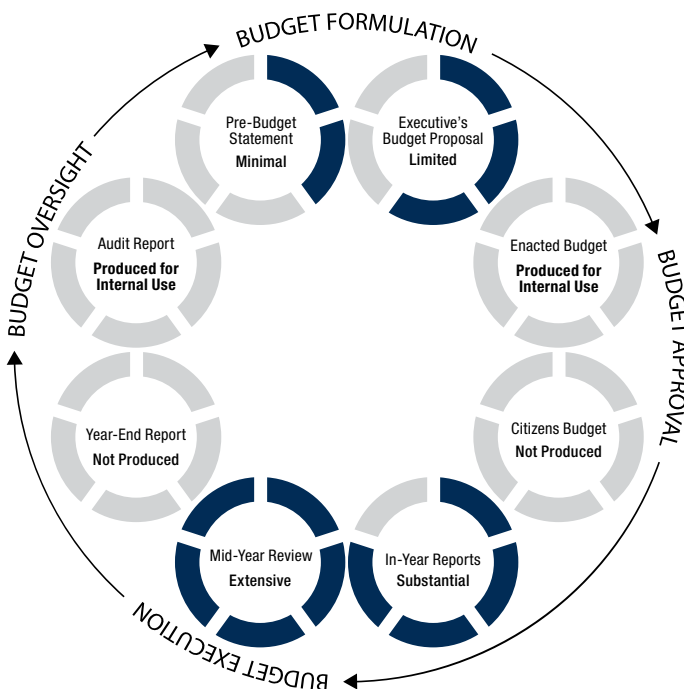 BUDGET FORMULATION
Pre-Budget
Statement
Minimal
Executive's
Budget Proposal
Limited
Enacted Budget
Produced for
Internal Use
BUDGET APPROVAL
Citizens Budget
Not Produced
In-Year Reports
Substantial
Mid-Year Review
Extensive
BUDGET EXECUTION
Year-End Report
Not Produced
Audit Report
Produced for
Internal Use
BUDGET OVERSIGHT